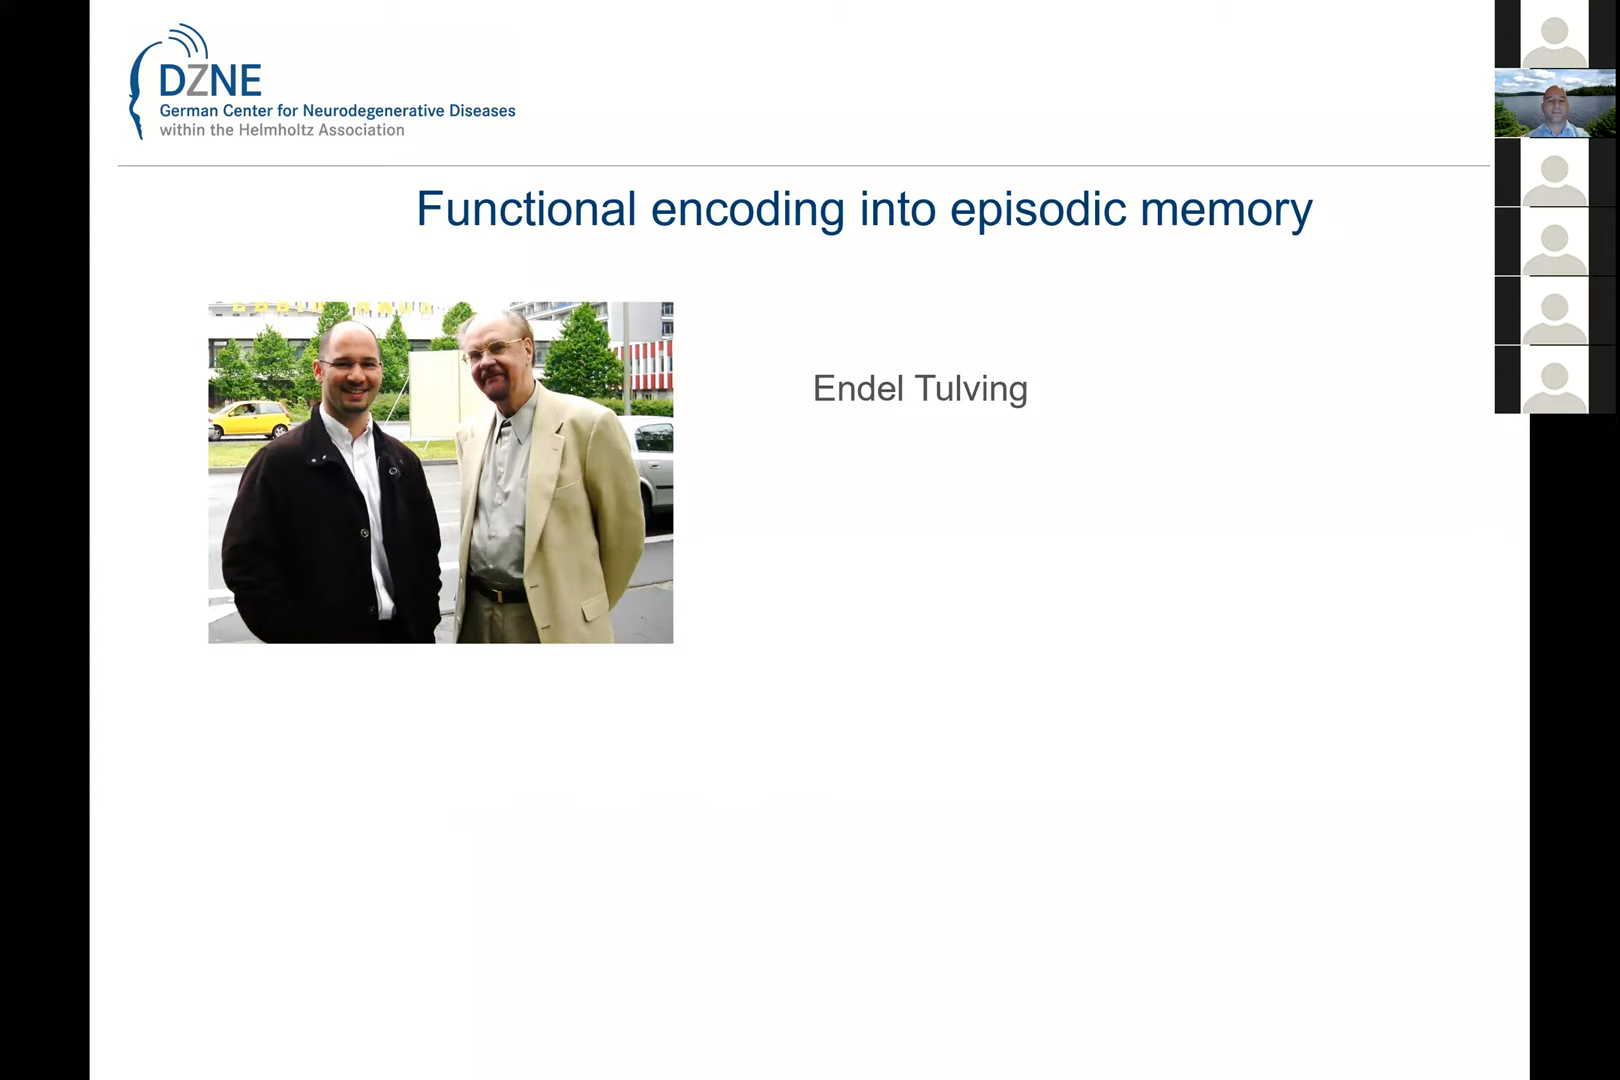 DZNE
German Center for Neurodegenerative Diseases
within the Helmholtz Association
Functional encoding into episodic memory
Endel Tulving